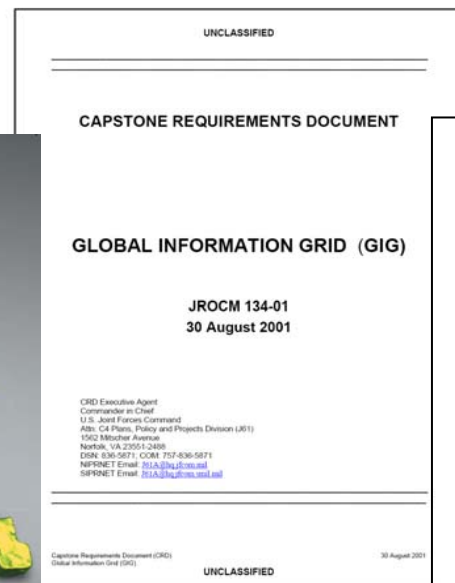 UNCLASSIFIED
CAPSTONE REQUIREMENTS DOCUMENT
GLOBAL INFORMATION GRID (GIG)
JROCM 134-01
30 August 2001
CRD Executive Agent
Commander in Chief
U.S. Joint Forces Command
Attn: C4 Plans, Policy and Projects Division (J61)
1562 Mitscher Avenue
Norfolk, VA 23551-2488
DSN: 836-5871; COM: 757-836-5871
NIPRNET Email:
SIPRNET Email:
Capstone Requirements Document (CRD) 30 August 2001
Global Information Grid (GIG)
UNCLASSIFIED